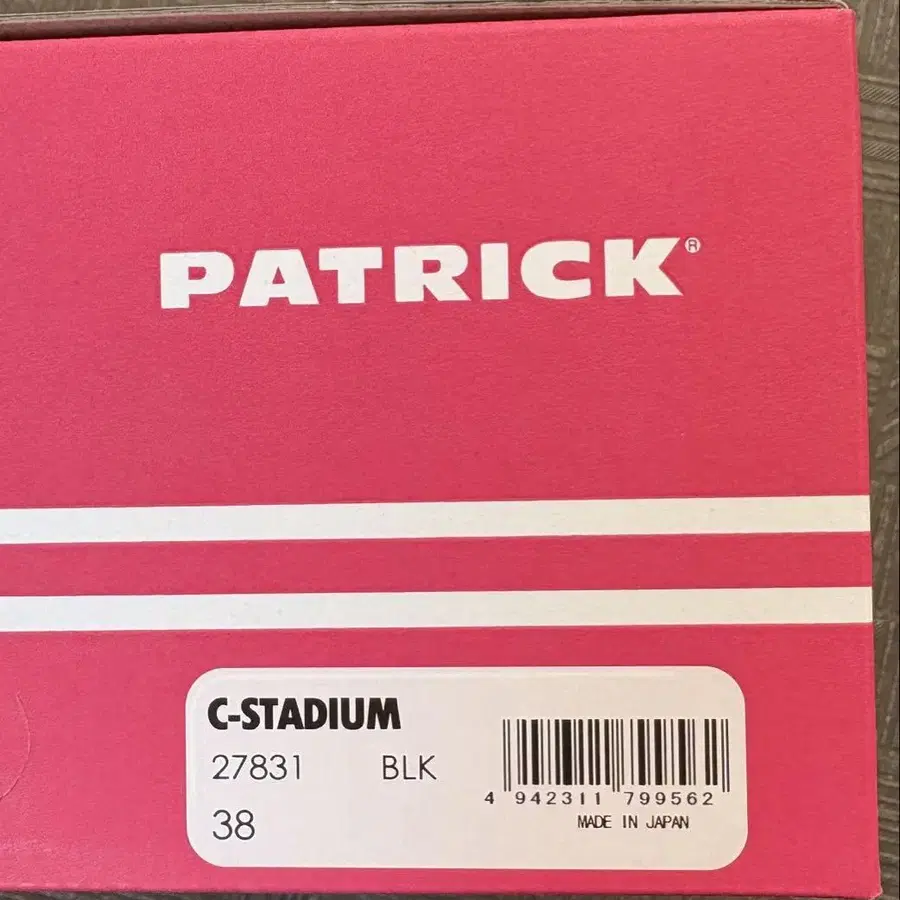 PATRICK®
C-STADIUM
27831 BLK
38
4 942311 799562
MADE IN JAPAN